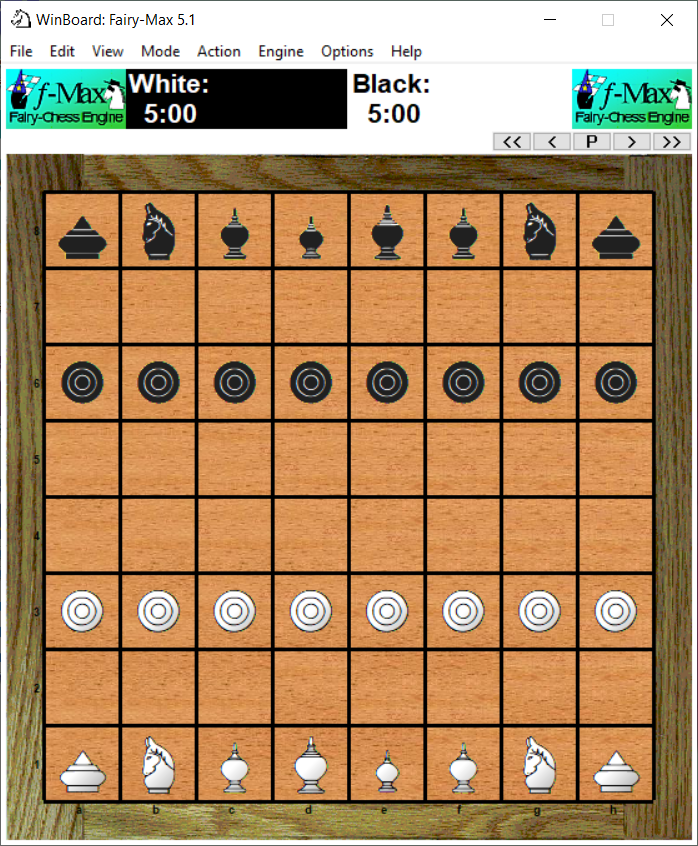 WinBoard: Fairy-Max 5.1
File Edit View Mode Action Engine Options Help
f-Max
Fairy-Chess Engine
White:
5:00
Black:
5:00
f-Max
Fairy-Chess Engine
<< < P > >>
8
7
6
5
4
3
2
1
a b c d e f g h